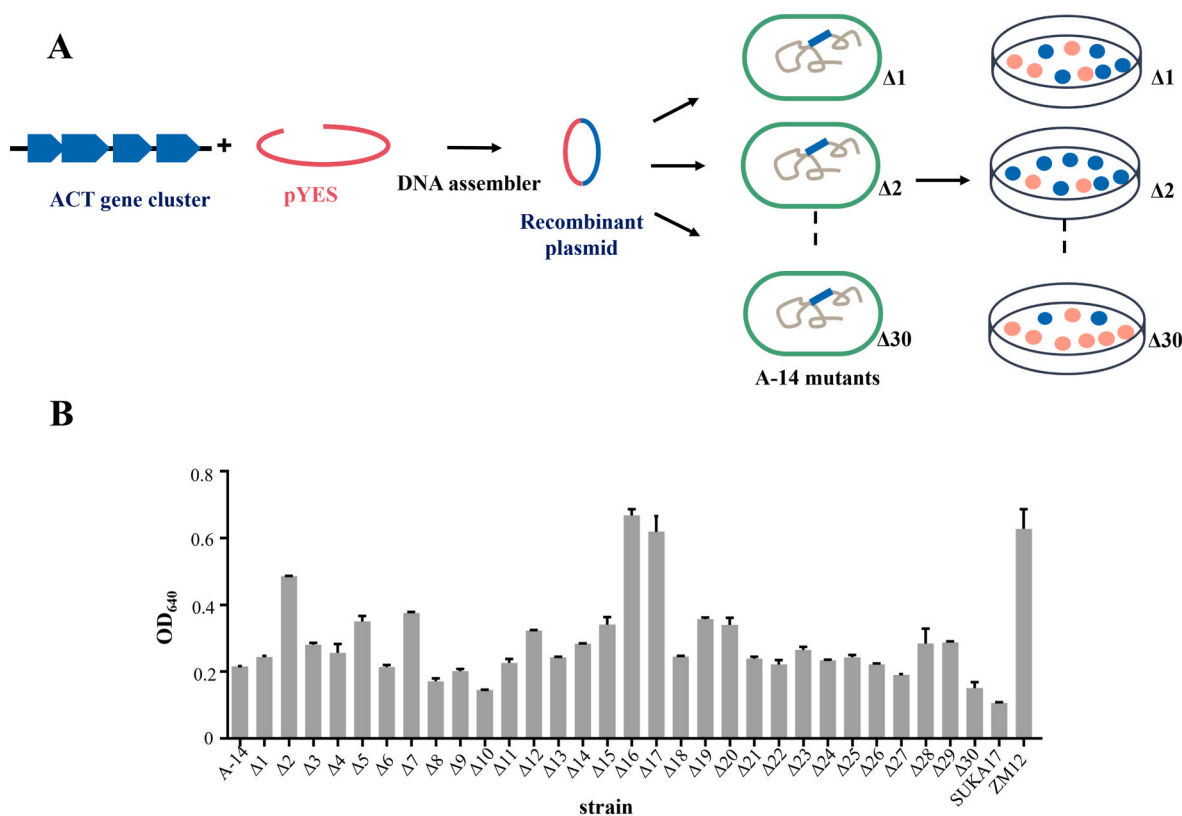 A
+
ACT gene cluster
pYES
DNA assembler
Recombinant
plasmid
Δ1
Δ2
Δ30
A-14 mutants
Δ1
Δ2
Δ30
B
OD640
0.8
0.6
0.4
0.2
0
A-14
Δ1
Δ2
Δ3
Δ4
Δ5
Δ6
Δ7
Δ8
Δ9
Δ10
Δ11
Δ12
Δ13
Δ14
Δ15
Δ16
Δ17
Δ18
Δ19
Δ20
Δ21
Δ22
Δ23
Δ24
Δ25
Δ26
Δ27
Δ28
Δ29
Δ30
SUKA17
ZM12
strain